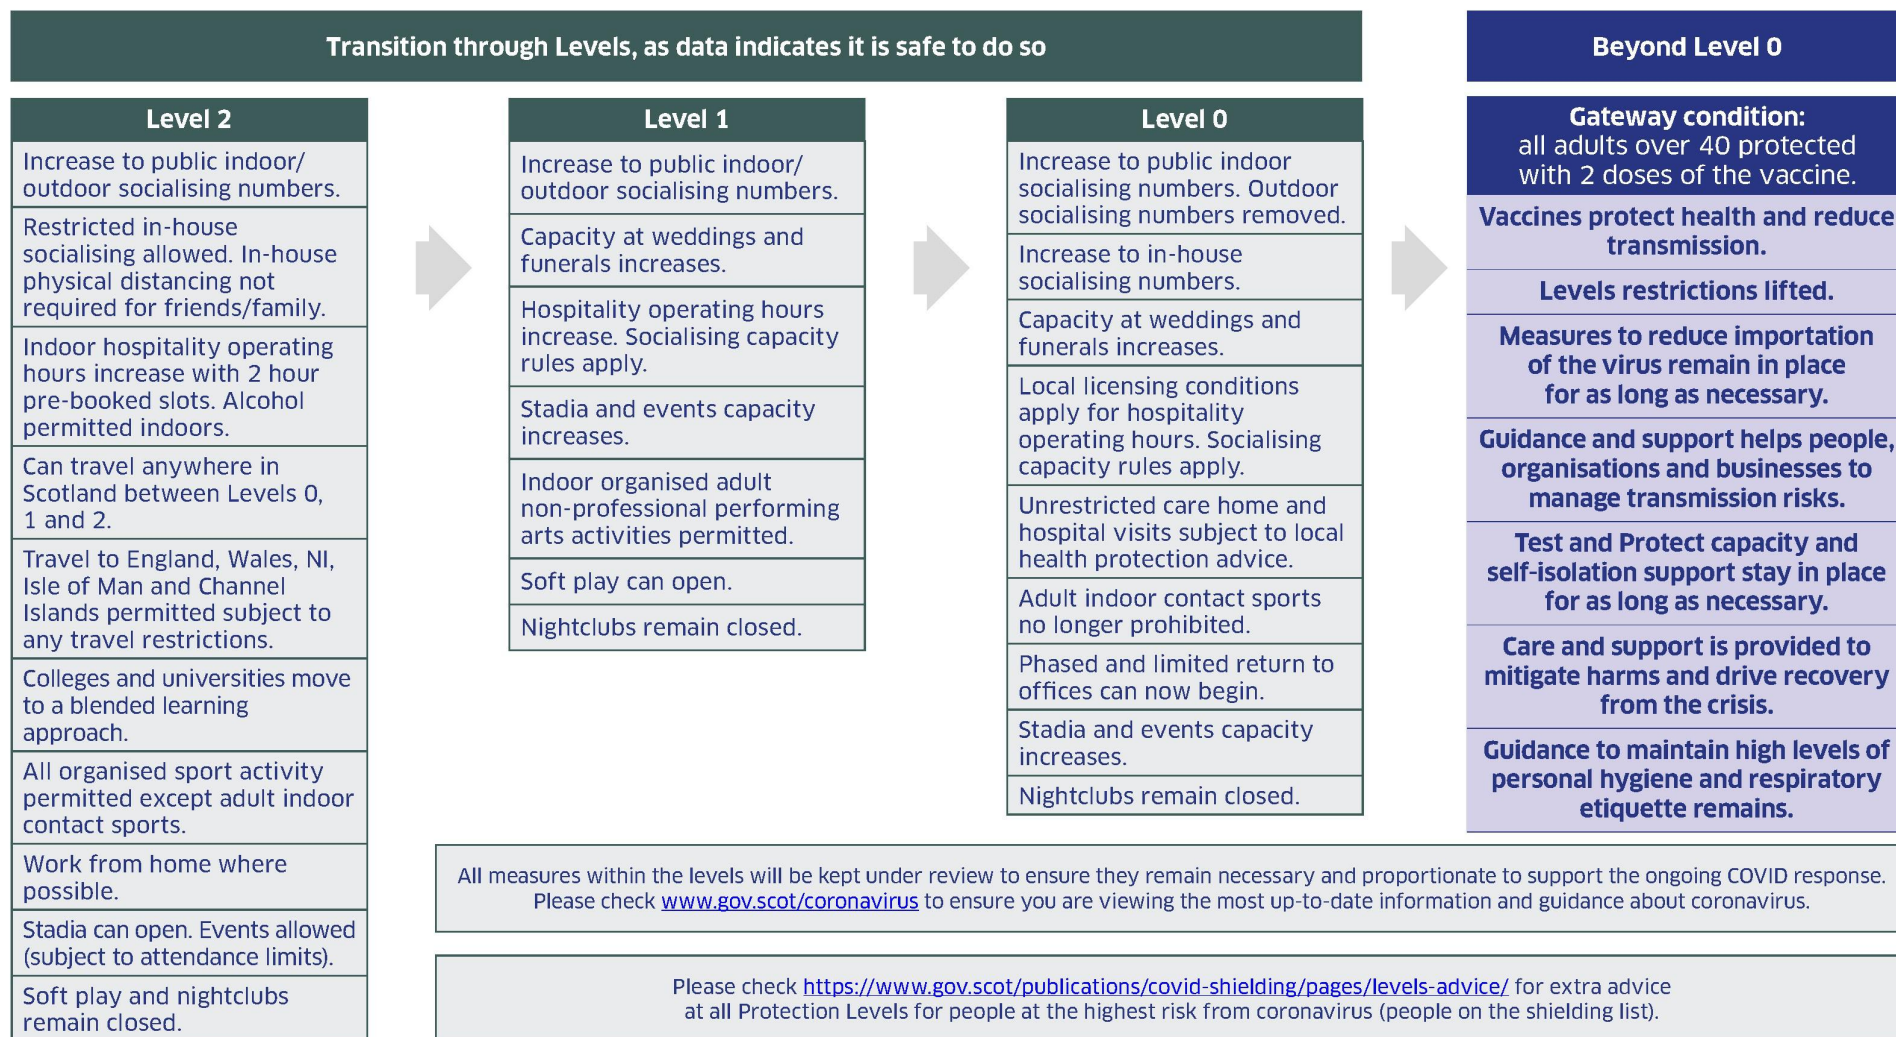 Transition through Levels, as data indicates it is safe to do so
Level 2
Increase to public indoor/
outdoor socialising numbers.
Restricted in-house
socialising allowed. In-house
physical distancing not
required for friends/family.
Indoor hospitality operating
hours increase with 2 hour
pre-booked slots. Alcohol
permitted indoors.
Can travel anywhere in
Scotland between Levels 0,
1 and 2.
Travel to England, Wales, NI,
Isle of Man and Channel
Islands permitted subject to
any travel restrictions.
Colleges and universities move
to a blended learning
approach.
All organised sport activity
permitted except adult indoor
contact sports.
Work from home where
possible.
Stadia can open. Events allowed
(subject to attendance limits).
Soft play and nightclubs
remain closed.
Level 1
Increase to public indoor/
outdoor socialising numbers.
Capacity at weddings and
funerals increases.
Hospitality operating hours
increase. Socialising capacity
rules apply.
Stadia and events capacity
increases.
Indoor organised adult
non-professional performing
arts activities permitted.
Soft play can open.
Nightclubs remain closed.
Level 0
Increase to public indoor
socialising numbers. Outdoor
socialising numbers removed.
Increase to in-house
socialising numbers.
Capacity at weddings and
funerals increases.
Local licensing conditions
apply for hospitality
operating hours. Socialising
capacity rules apply.
Unrestricted care home and
hospital visits subject to local
health protection advice.
Adult indoor contact sports
no longer prohibited.
Phased and limited return to
offices can now begin.
Stadia and events capacity
increases.
Nightclubs remain closed.
Beyond Level 0
Gateway condition:
all adults over 40 protected
with 2 doses of the vaccine.
Vaccines protect health and reduce
transmission.
Levels restrictions lifted.
Measures to reduce importation
of the virus remain in place
for as long as necessary.
Guidance and support helps people,
organisations and businesses to
manage transmission risks.
Test and Protect capacity and
self-isolation support stay in place
for as long as necessary.
Care and support is provided to
mitigate harms and drive recovery
from the crisis.
Guidance to maintain high levels of
personal hygiene and respiratory
etiquette remains.
All measures within the levels will be kept under review to ensure they remain necessary and proportionate to support the ongoing COVID response.
Please check www.gov.scot/coronavirus to ensure you are viewing the most up-to-date information and guidance about coronavirus.
Please check https://www.gov.scot/publications/covid-shielding/pages/levels-advice/ for extra advice
at all Protection Levels for people at the highest risk from coronavirus (people on the shielding list).